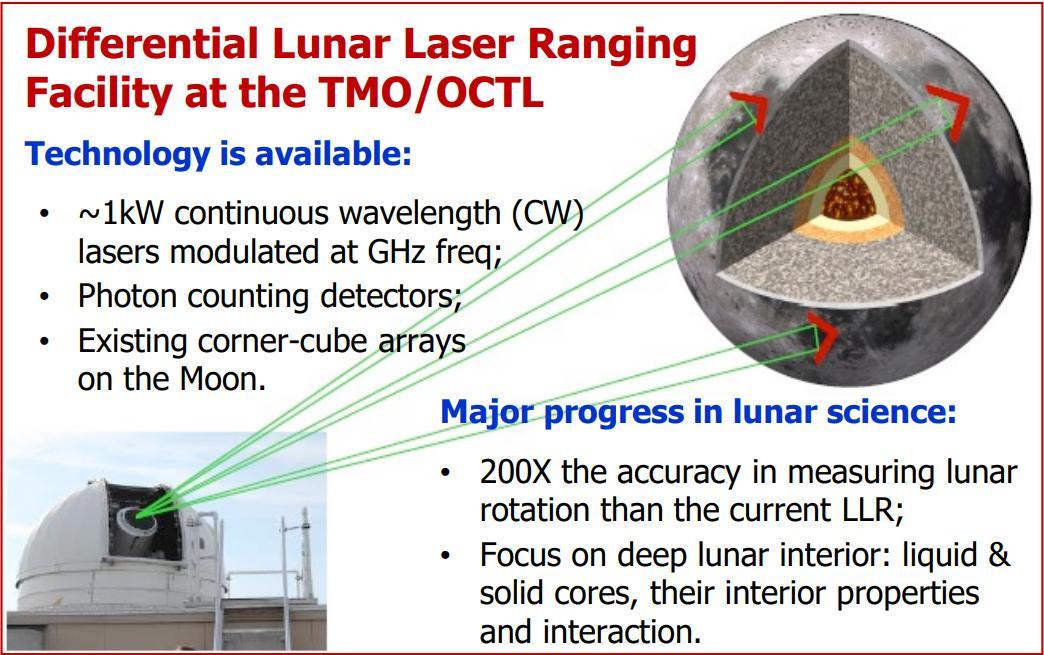 Differential Lunar Laser Ranging
Facility at the TMO/OCTL
Technology is available:
• ~1kW continuous wavelength (CW)
lasers modulated at GHz freq;
• Photon counting detectors;
• Existing corner-cube arrays
on the Moon.
Major progress in lunar science:
• 200X the accuracy in measuring lunar
rotation than the current LLR;
• Focus on deep lunar interior: liquid &
solid cores, their interior properties
and interaction.